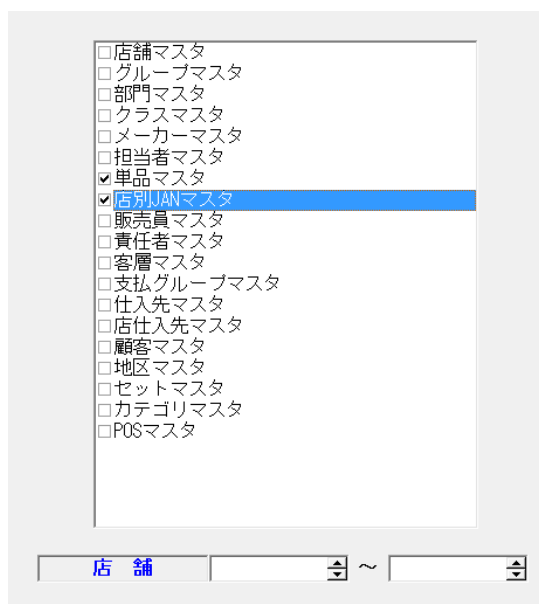 店舗マスタ
グループマスタ
部門マスタ
クラスマスタ
メーカーマスタ
担当者マスタ
単品マスタ
店別JANマスタ
販売員マスタ
責任者マスタ
客層マスタ
支払グループマスタ
仕入先マスタ
店仕入先マスタ
顧客マスタ
地区マスタ
セットマスタ
カテゴリマスタ
POSマスタ
店 舗 ～